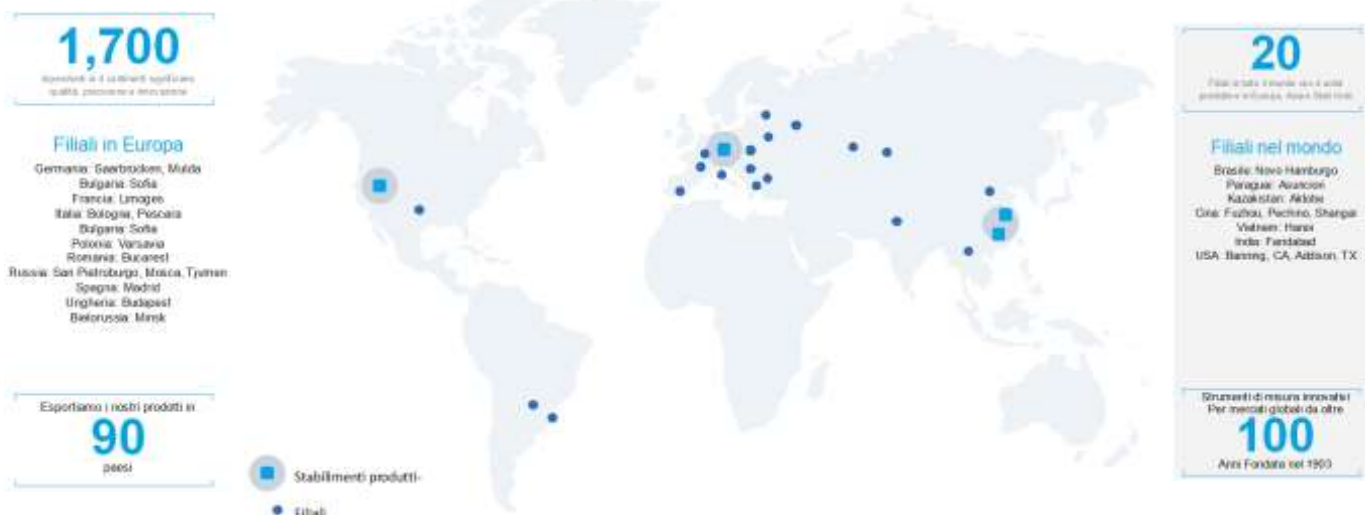 1,700
Filiali in Europa
Germania: Saarbrücken, Mulda
Bulgaria: Sofia
Francia: Limoges
Italia: Bologna, Pescara
Bulgaria: Sofia
Polonia: Varsavia
Romania: Bucarest
Russia: San Pietroburgo, Mosca, Tjumen
Spagna: Madrid
Ungheria: Budapest
Bielorussia: Minsk
Esportiamo i nostri prodotti in
90
paesi
Stabilimenti produtti-
Filiali
20
Filiali nel mondo
Brasile: Novo Hamburgo
Paraguai: Asuncion
Kazakistan: Aktobe
Cina: Fuzhou, Pechino, Shangai
Vietnam: Hanoi
India: Faridabad
USA: Banning, CA, Addison, TX
Strumenti di misura innovativi
Per mercati globali da oltre
100
Anni Fondata nel 1903